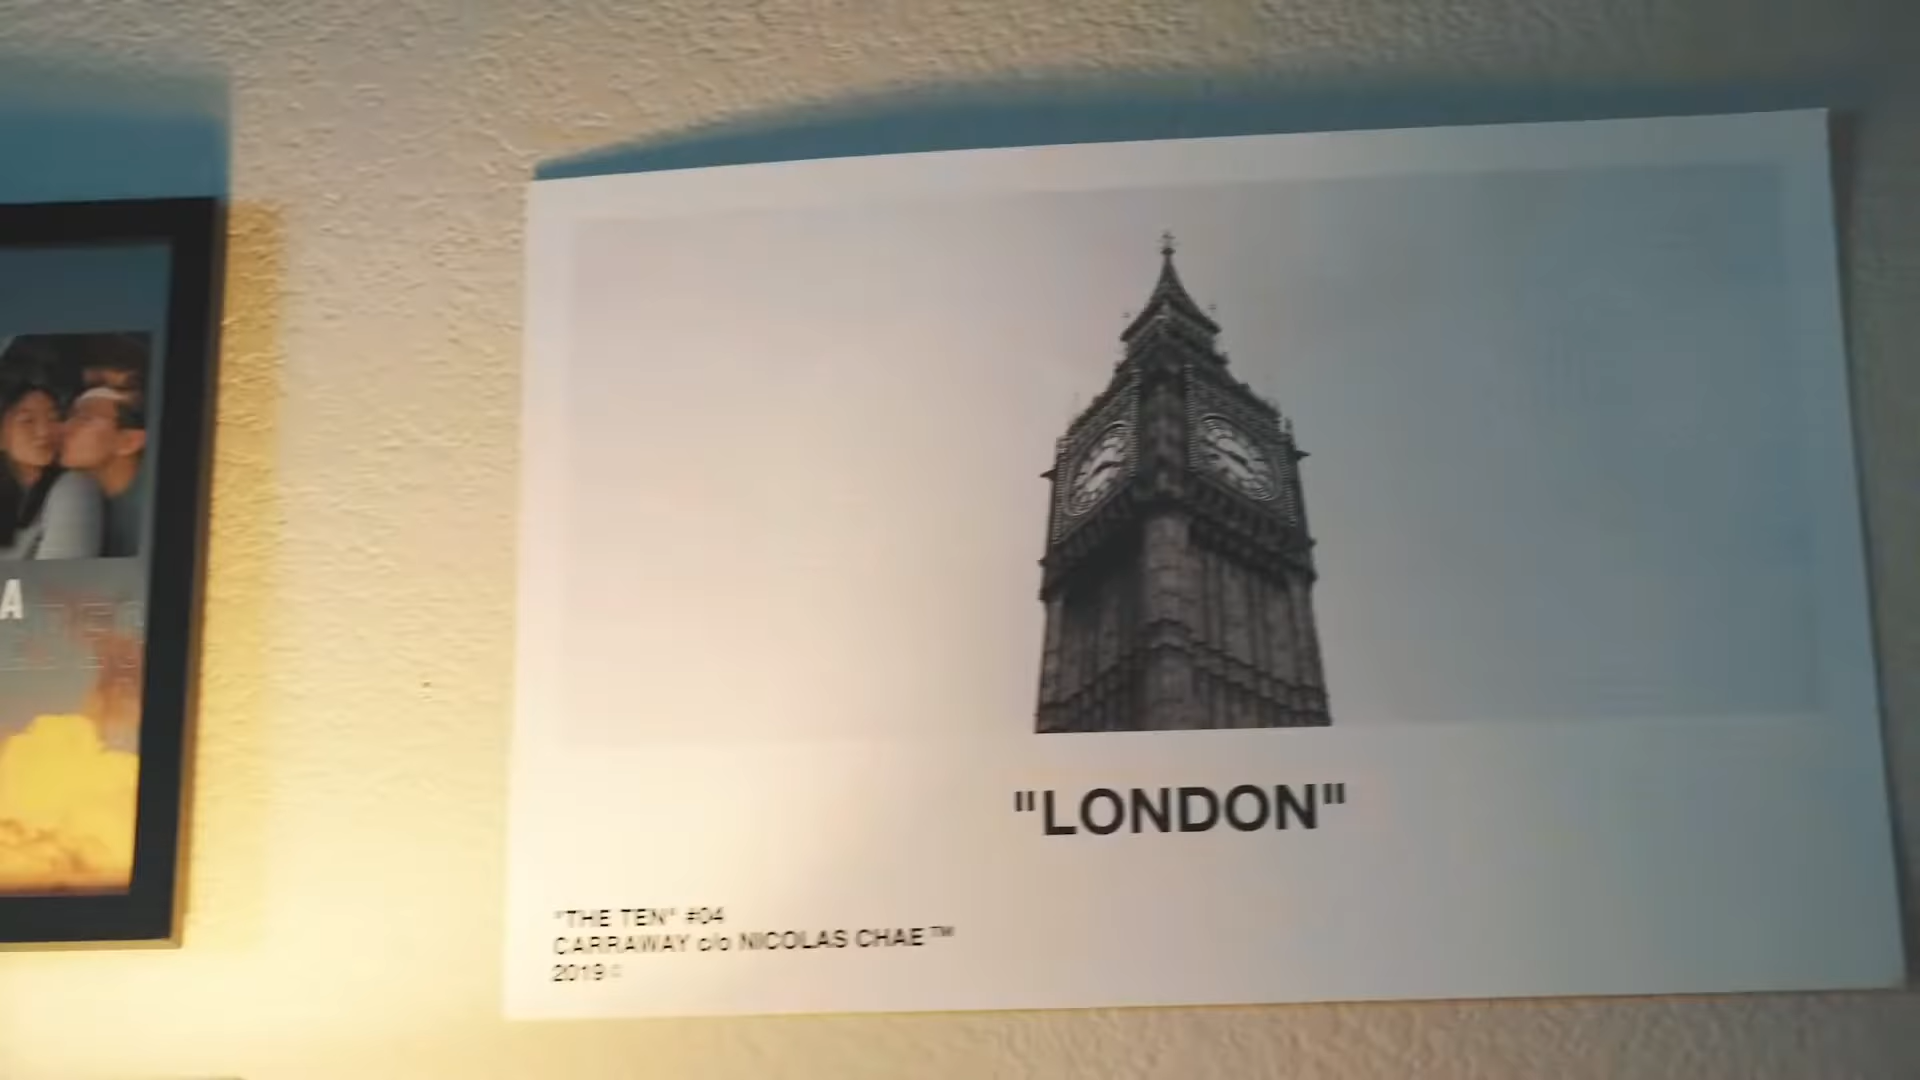 A
"LONDON"
"THE TEN" #04
CARRAWAY c/o NICOLAS CHAE™
2019 ©